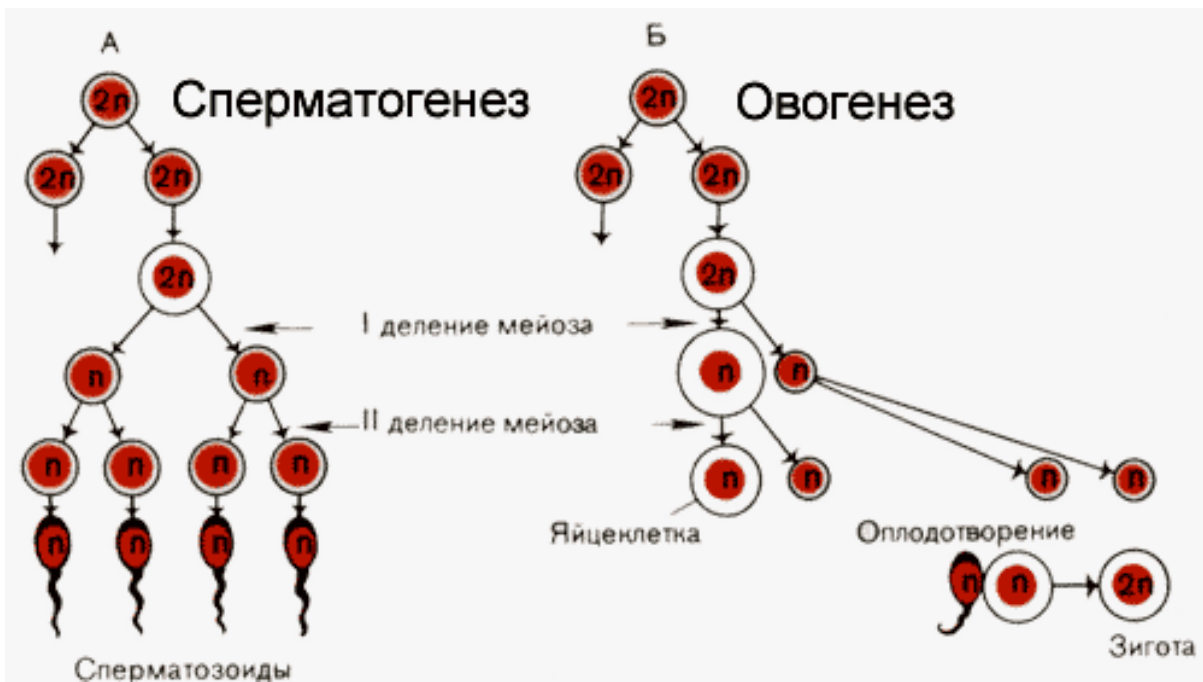 А
Б
Сперматогенез
Овогенез
2n
2n
2n
2n
2n
2n
2n
2n
I деление мейоза
n
n
n
n
II деление мейоза
n
n
n
n
n
n
n
n
Яйцеклетка
Оплодотворение
n
n
n
n
n
n
2n
Зигота
Сперматозоиды